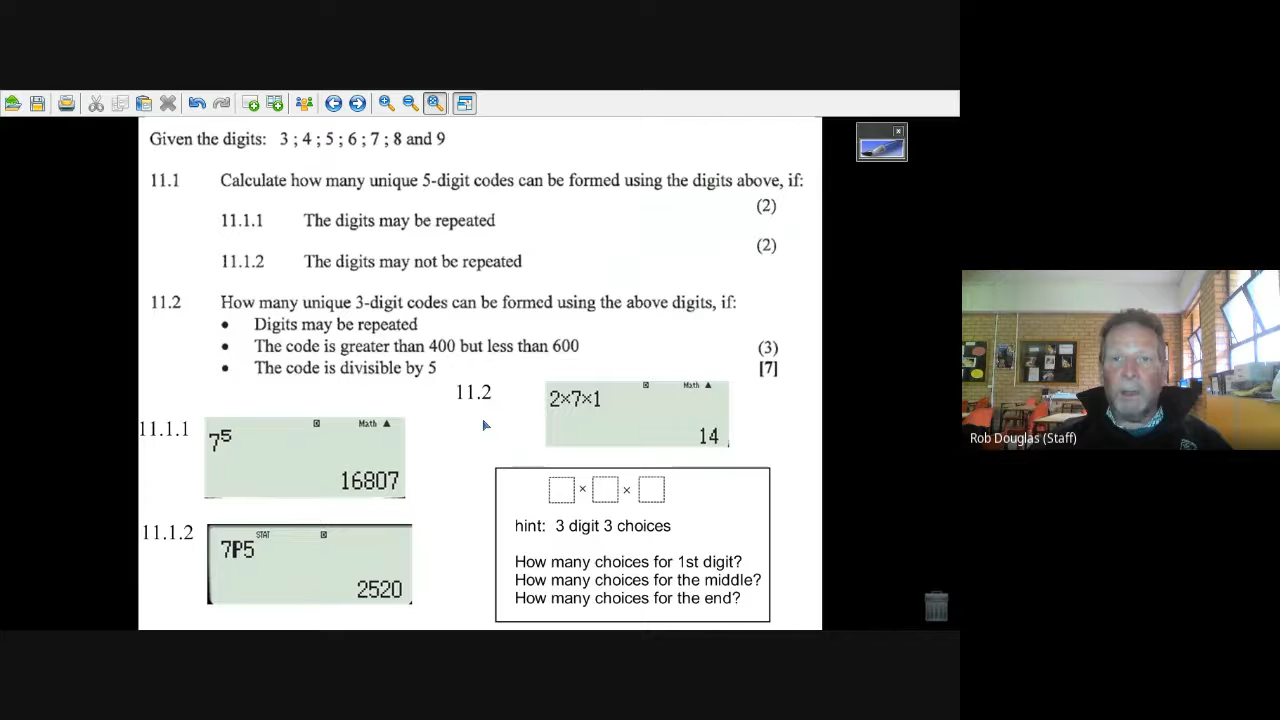 Given the digits: 3 ; 4 ; 5 ; 6 ; 7 ; 8 and 9
11.1 Calculate how many unique 5-digit codes can be formed using the digits above, if:
(2)
11.1.1 The digits may be repeated
(2)
11.1.2 The digits may not be repeated
11.2 How many unique 3-digit codes can be formed using the above digits, if:
• Digits may be repeated
• The code is greater than 400 but less than 600 (3)
• The code is divisible by 5 [7]
11.2
Math ▲
2×7×1
14
11.1.1
Math ▲
7⁵
16807
11.1.2
STAT
7P5
2520
× ×
hint: 3 digit 3 choices
How many choices for 1st digit?
How many choices for the middle?
How many choices for the end?
Rob Douglas (Staff)